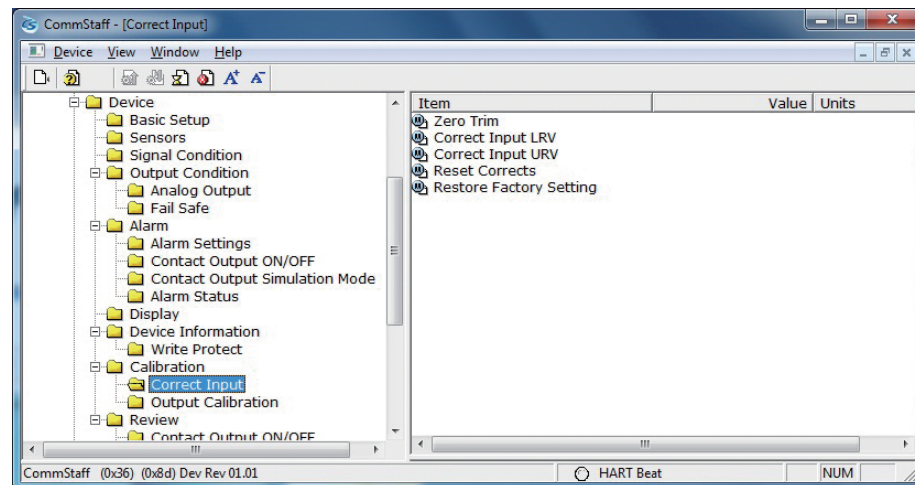 CommStaff - [Correct Input]
Device View Window Help
Device
Basic Setup
Sensors
Signal Condition
Output Condition
Analog Output
Fail Safe
Alarm
Alarm Settings
Contact Output ON/OFF
Contact Output Simulation Mode
Alarm Status
Display
Device Information
Write Protect
Calibration
Correct Input
Output Calibration
Review
Contact Output ON/OFF
Item Value Units
Zero Trim
Correct Input LRV
Correct Input URV
Reset Corrects
Restore Factory Setting
CommStaff (0x36) (0x8d) Dev Rev 01.01 HART Beat NUM